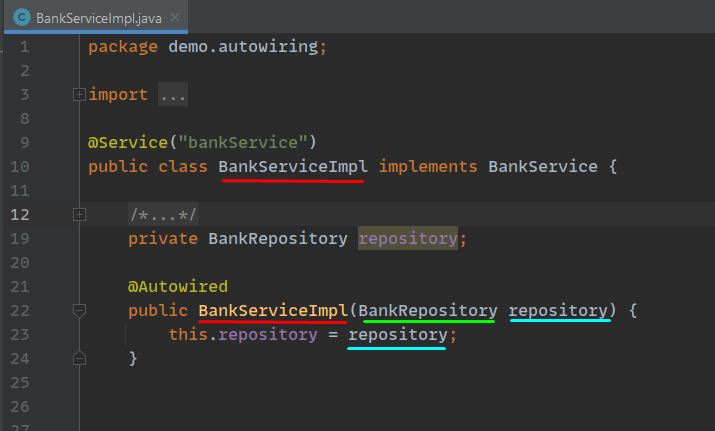 BankServiceImpl.java
1 package demo.autowiring;
2
3 import ...
8
9 @Service("bankService")
10 public class BankServiceImpl implements BankService {
11
12 /*...*/
19 private BankRepository repository;
20
21 @Autowired
22 public BankServiceImpl(BankRepository repository) {
23 this.repository = repository;
24 }
25
26
27